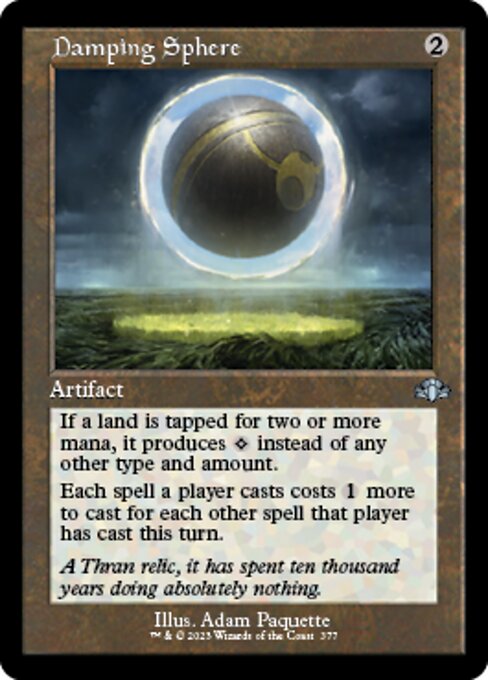 Damping Sphere 2
Artifact
If a land is tapped for two or more
mana, it produces instead of any
other type and amount.
Each spell a player casts costs 1 more
to cast for each other spell that player
has cast this turn.
A Thran relic, it has spent ten thousand
years doing absolutely nothing.
Illus. Adam Paquette
™ & © 2023 Wizards of the Coast 377